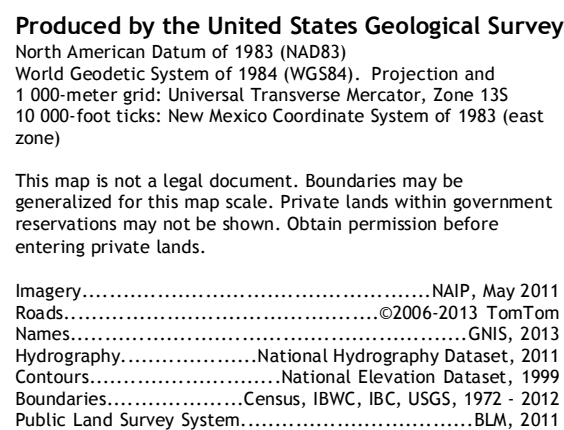 Produced by the United States Geological Survey
North American Datum of 1983 (NAD83)
World Geodetic System of 1984 (WGS84). Projection and
1 000-meter grid: Universal Transverse Mercator, Zone 13S
10 000-foot ticks: New Mexico Coordinate System of 1983 (east
zone)
This map is not a legal document. Boundaries may be
generalized for this map scale. Private lands within government
reservations may not be shown. Obtain permission before
entering private lands.
Imagery....................................................NAIP, May 2011
Roads...............................................©2006-2013 TomTom
Names...........................................................GNIS, 2013
Hydrography....................National Hydrography Dataset, 2011
Contours............................National Elevation Dataset, 1999
Boundaries....................Census, IBWC, IBC, USGS, 1972 - 2012
Public Land Survey System..................................BLM, 2011